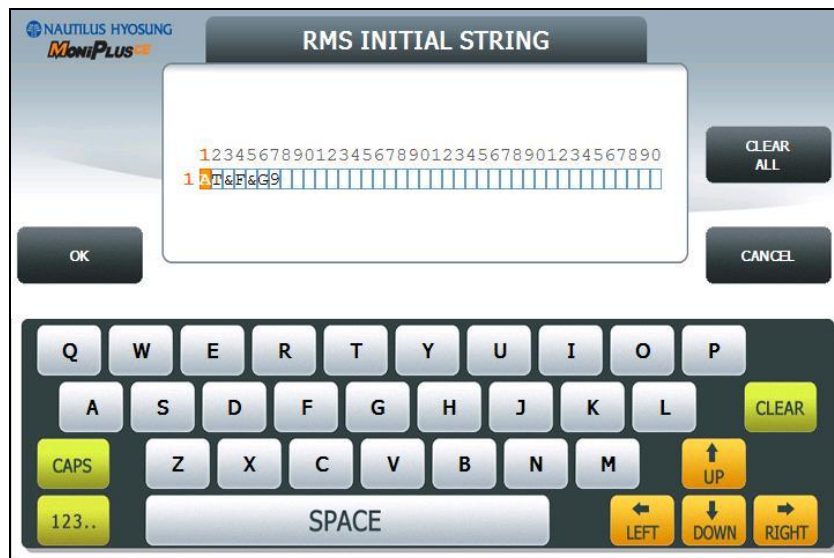 NAUTILUS HYOSUNG
MoniPlusCE
RMS INITIAL STRING
1234567890123456789012345678901234567890
1 AT&F&G9
CLEAR
ALL
OK
CANCEL
Q W E R T Y U I O P
A S D F G H J K L CLEAR
CAPS Z X C V B N M UP
123.. SPACE LEFT DOWN RIGHT